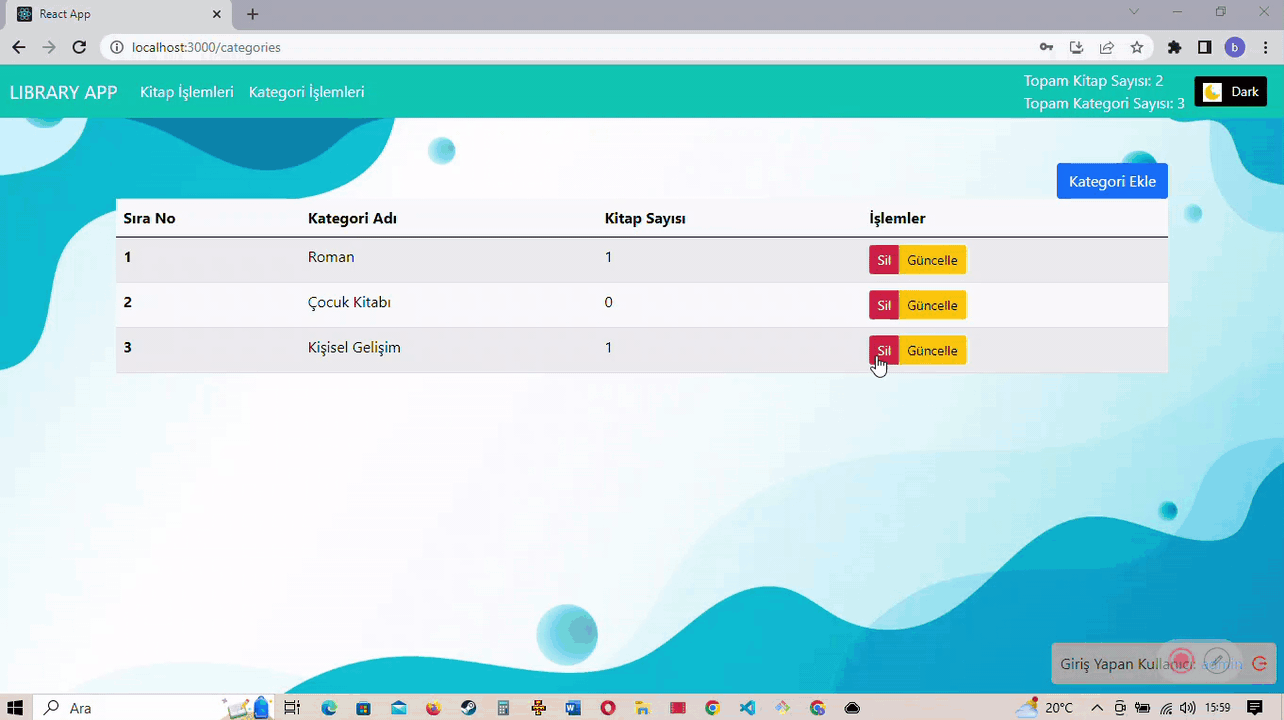 React App
localhost:3000/categories
b
LIBRARY APP Kitap İşlemleri Kategori İşlemleri
Topam Kitap Sayısı: 2
Topam Kategori Sayısı: 3
Dark
Kategori Ekle
Sıra No Kategori Adı Kitap Sayısı İşlemler
1 Roman 1 Sil Güncelle
2 Çocuk Kitabı 0 Sil Güncelle
3 Kişisel Gelişim 1 Sil Güncelle
Giriş Yapan Kullanıcı: admin
Ara
20°C
15:59